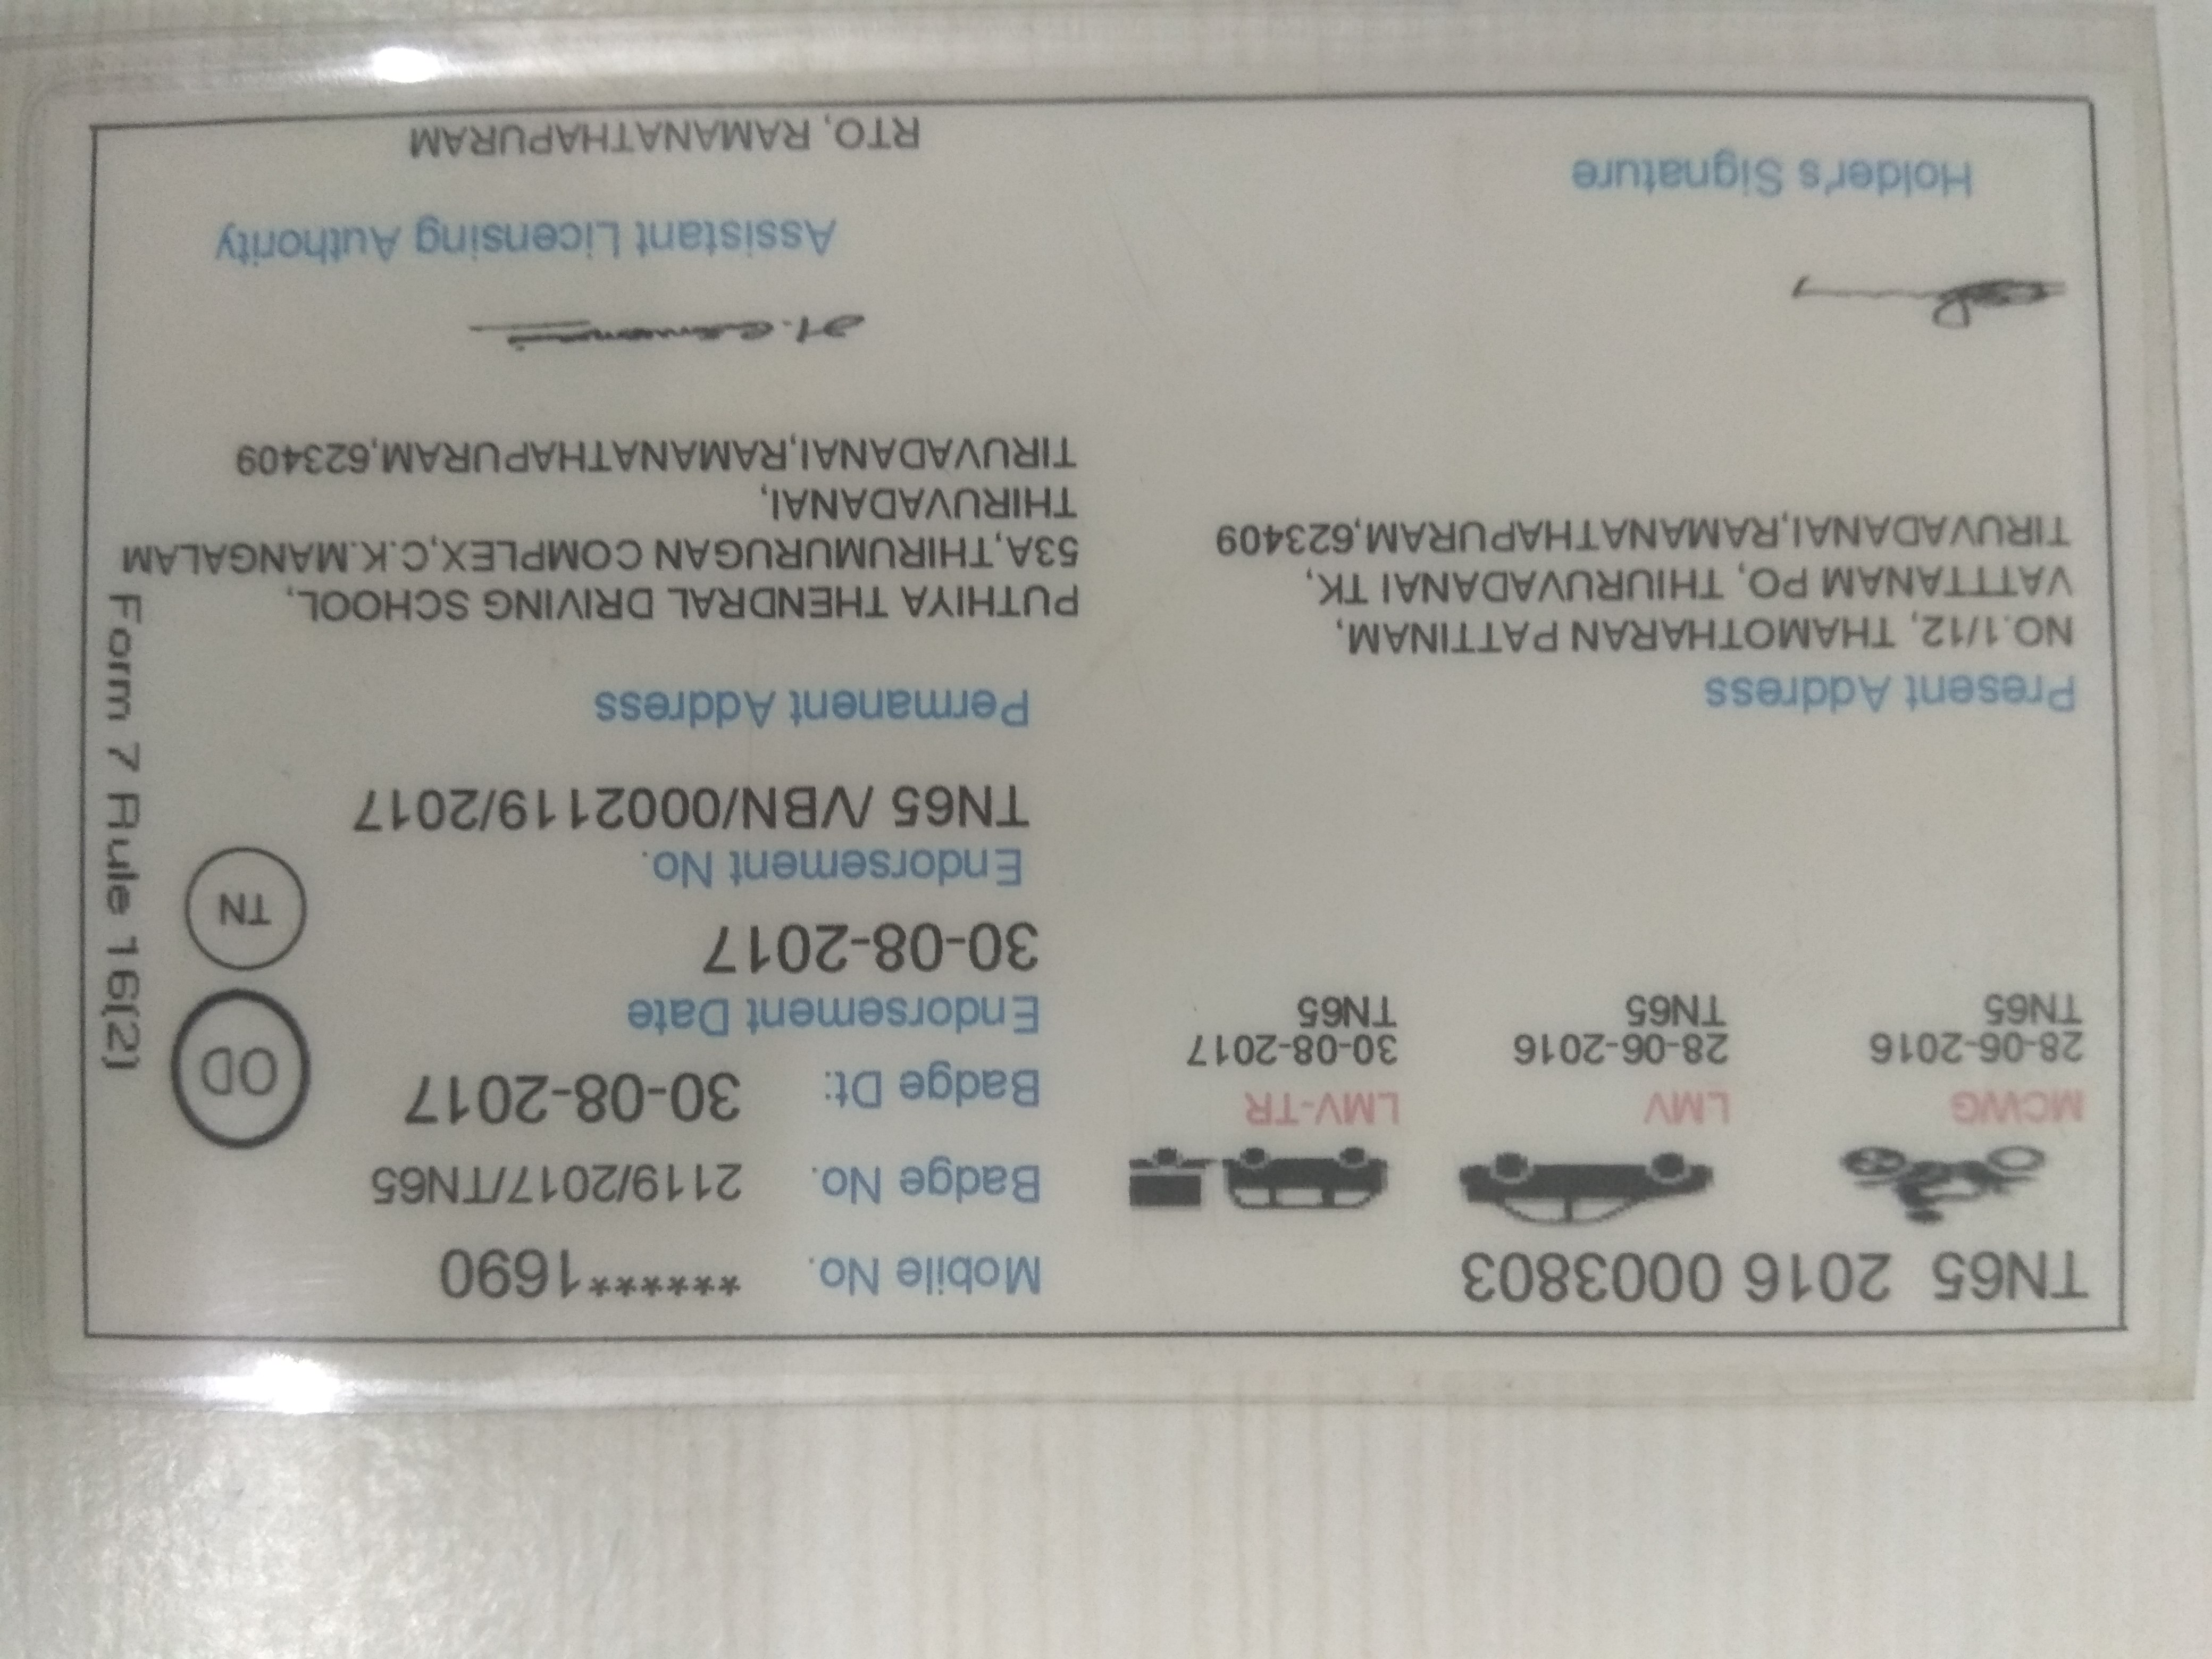 TN65 2016 0003803
MCWG
28-06-2016
TN65
LMV
28-06-2016
TN65
LMV-TR
30-08-2017
TN65
Present Address
NO.1/12, THAMOTHARAN PATTINAM,
VATTTANAM PO, THIURUVADANAI TK,
TIRUVADANAI,RAMANATHAPURAM,623409
Holder's Signature
Mobile No. ******1690
Badge No. 2119/2017/TN65
Badge Dt: 30-08-2017
Endorsement Date
30-08-2017
Endorsement No.
TN65 /VBN/0002119/2017
OD
TN
Permanent Address
PUTHIYA THENDRAL DRIVING SCHOOL,
53A,THIRUMURUGAN COMPLEX,C.K.MANGALAM
THIRUVADANAI,
TIRUVADANAI,RAMANATHAPURAM,623409
Assistant Licensing Authority
RTO, RAMANATHAPURAM
Form 7 Rule 16(2)